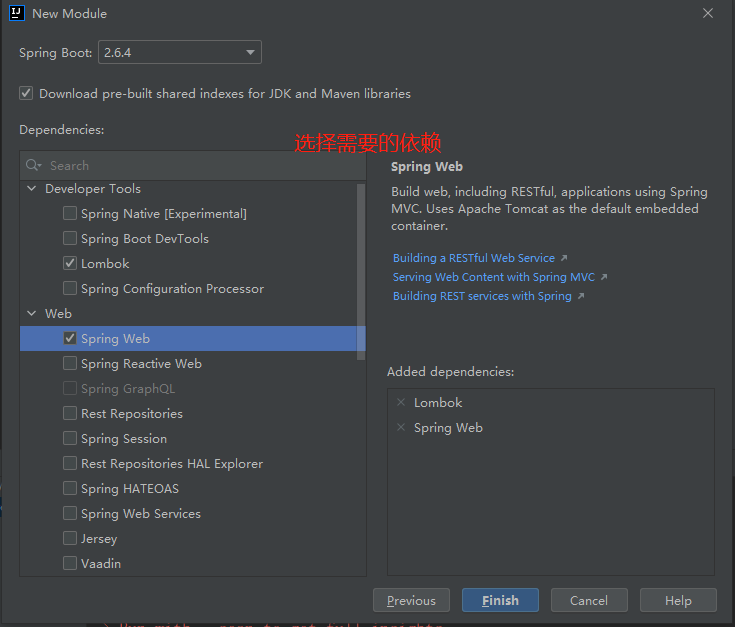 IJ New Module
Spring Boot: 2.6.4
Download pre-built shared indexes for JDK and Maven libraries
Dependencies:
选择需要的依赖
Search
Developer Tools
Spring Native [Experimental]
Spring Boot DevTools
Lombok
Spring Configuration Processor
Web
Spring Web
Spring Reactive Web
Spring GraphQL
Rest Repositories
Spring Session
Rest Repositories HAL Explorer
Spring HATEOAS
Spring Web Services
Jersey
Vaadin
Spring Web
Build web, including RESTful, applications using Spring
MVC. Uses Apache Tomcat as the default embedded
container.
Building a RESTful Web Service
Serving Web Content with Spring MVC
Building REST services with Spring
Added dependencies:
Lombok
Spring Web
Previous
Finish
Cancel
Help